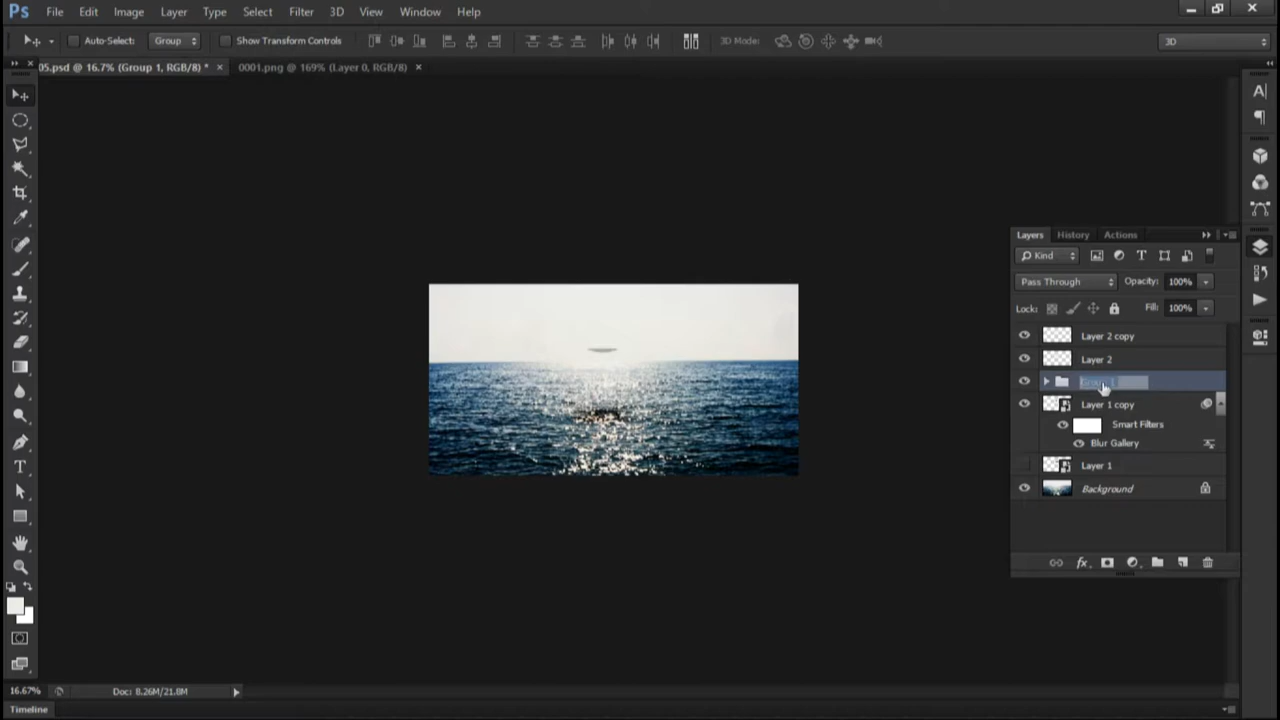 Ps File Edit Image Layer Type Select Filter 3D View Window Help
Auto-Select: Group Show Transform Controls 3D Mode: 3D
05.psd @ 16.7% (Group 1, RGB/8) * × 0001.png @ 169% (Layer 0, RGB/8) ×
Layers History Actions
Kind
Pass Through Opacity: 100%
Lock: Fill: 100%
Layer 2 copy
Layer 2
Layer 1 copy
Smart Filters
Blur Gallery
Layer 1
Background
16.67% Doc: 8.26M/21.8M
Timeline